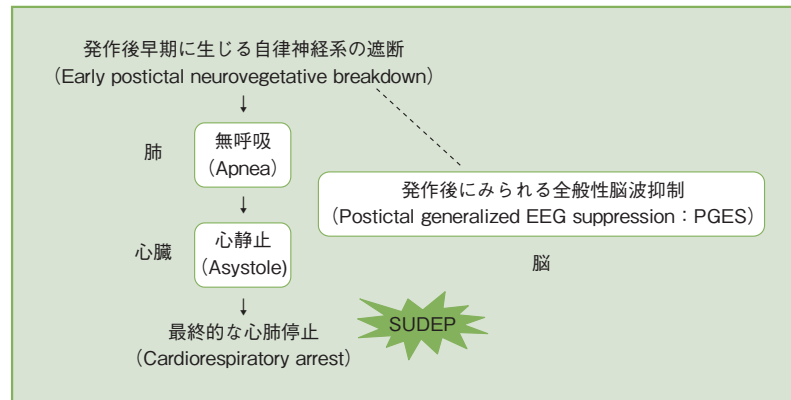 発作後早期に生じる自律神経系の遮断
（Early postictal neurovegetative breakdown）
↓
肺
無呼吸
（Apnea）
↓
心臓
心静止
（Asystole)
↓
最終的な心肺停止
（Cardiorespiratory arrest）
発作後にみられる全般性脳波抑制
（Postictal generalized EEG suppression：PGES）
脳
SUDEP